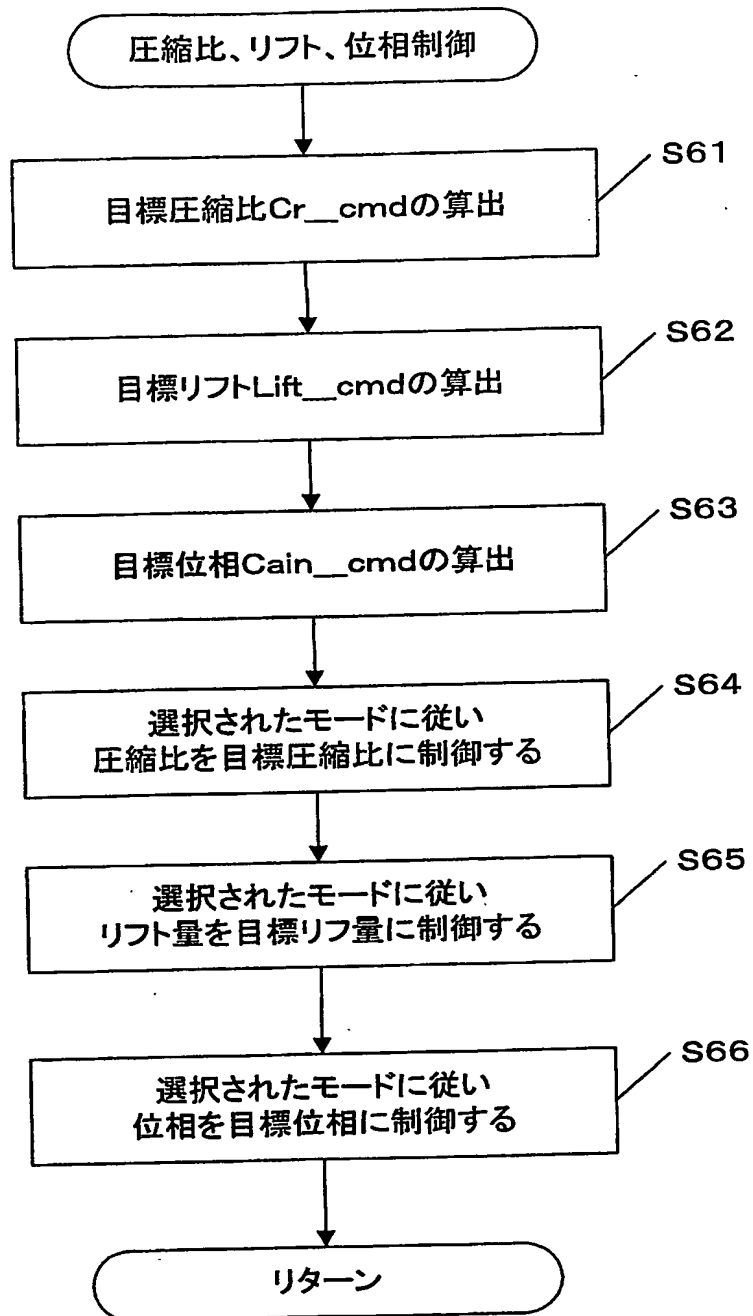 圧縮比、リフト、位相制御
S61
目標圧縮比Cr__cmdの算出
S62
目標リフトLift__cmdの算出
S63
目標位相Cain__cmdの算出
S64
選択されたモードに従い
圧縮比を目標圧縮比に制御する
S65
選択されたモードに従い
リフト量を目標リフ量に制御する
S66
選択されたモードに従い
位相を目標位相に制御する
リターン